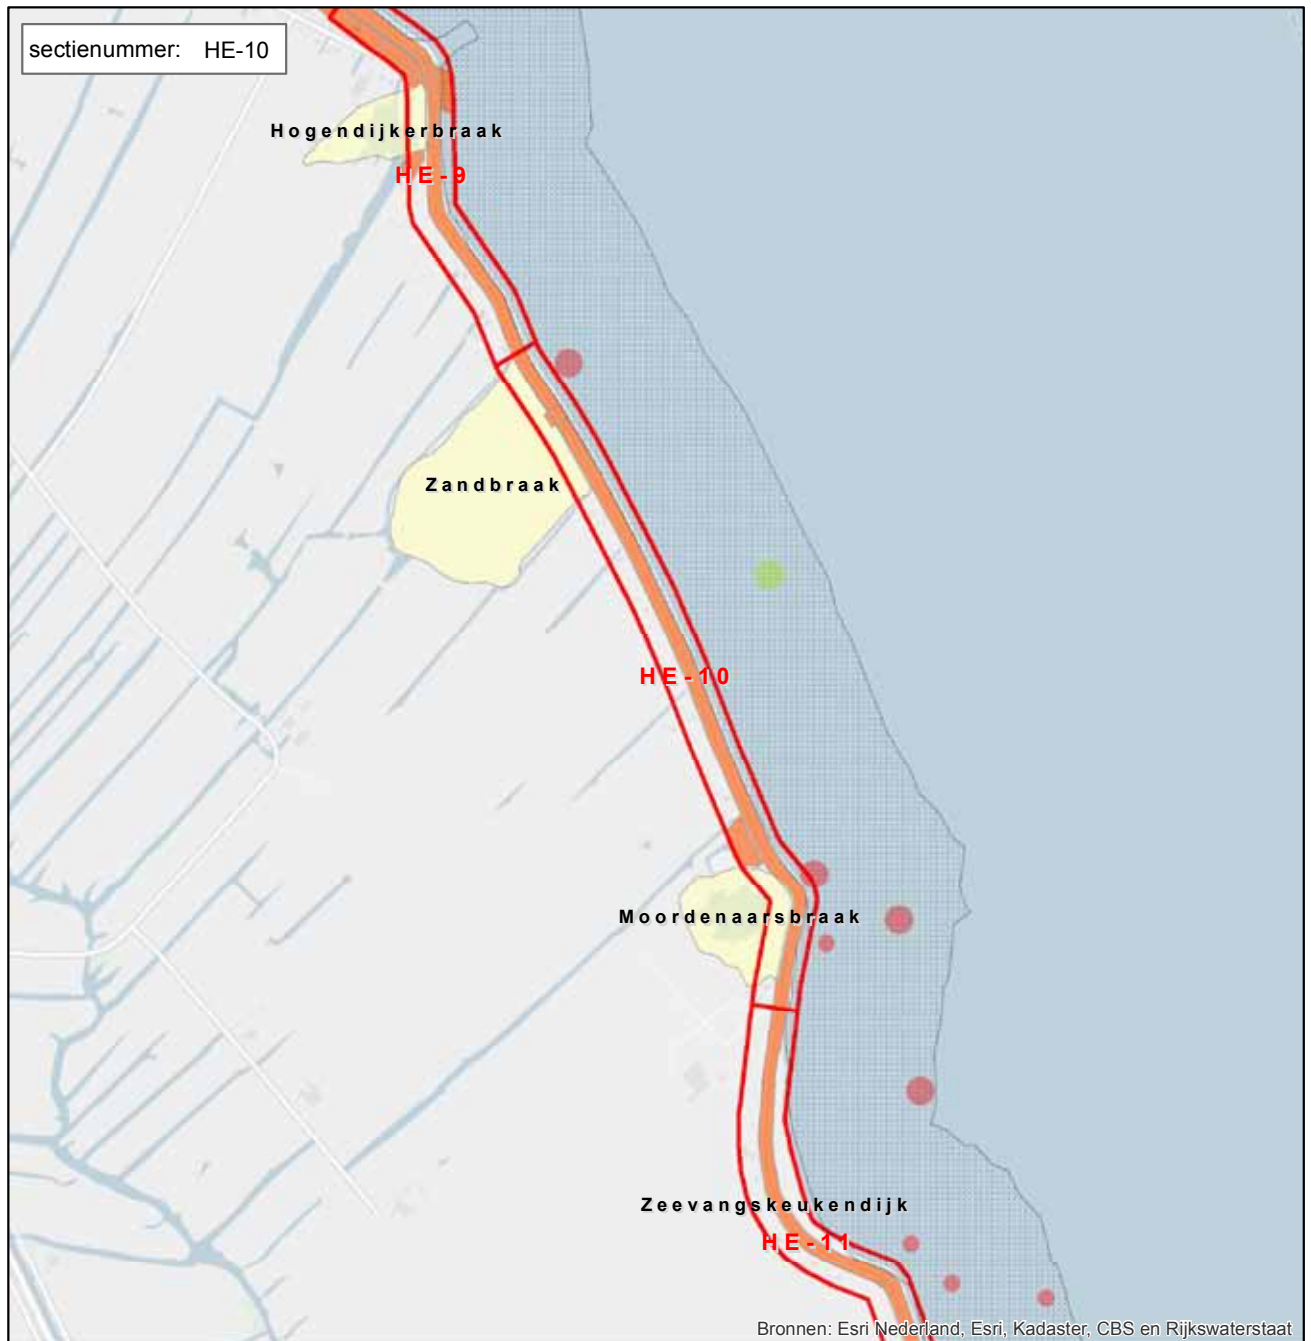 sectienummer: HE-10
Hogendijkerbraak
HE-9
Zandbraak
HE-10
Moordenaarsbraak
Zeevangskeukendijk
HE-11
Bronnen: Esri Nederland, Esri, Kadaster, CBS en Rijkswaterstaat